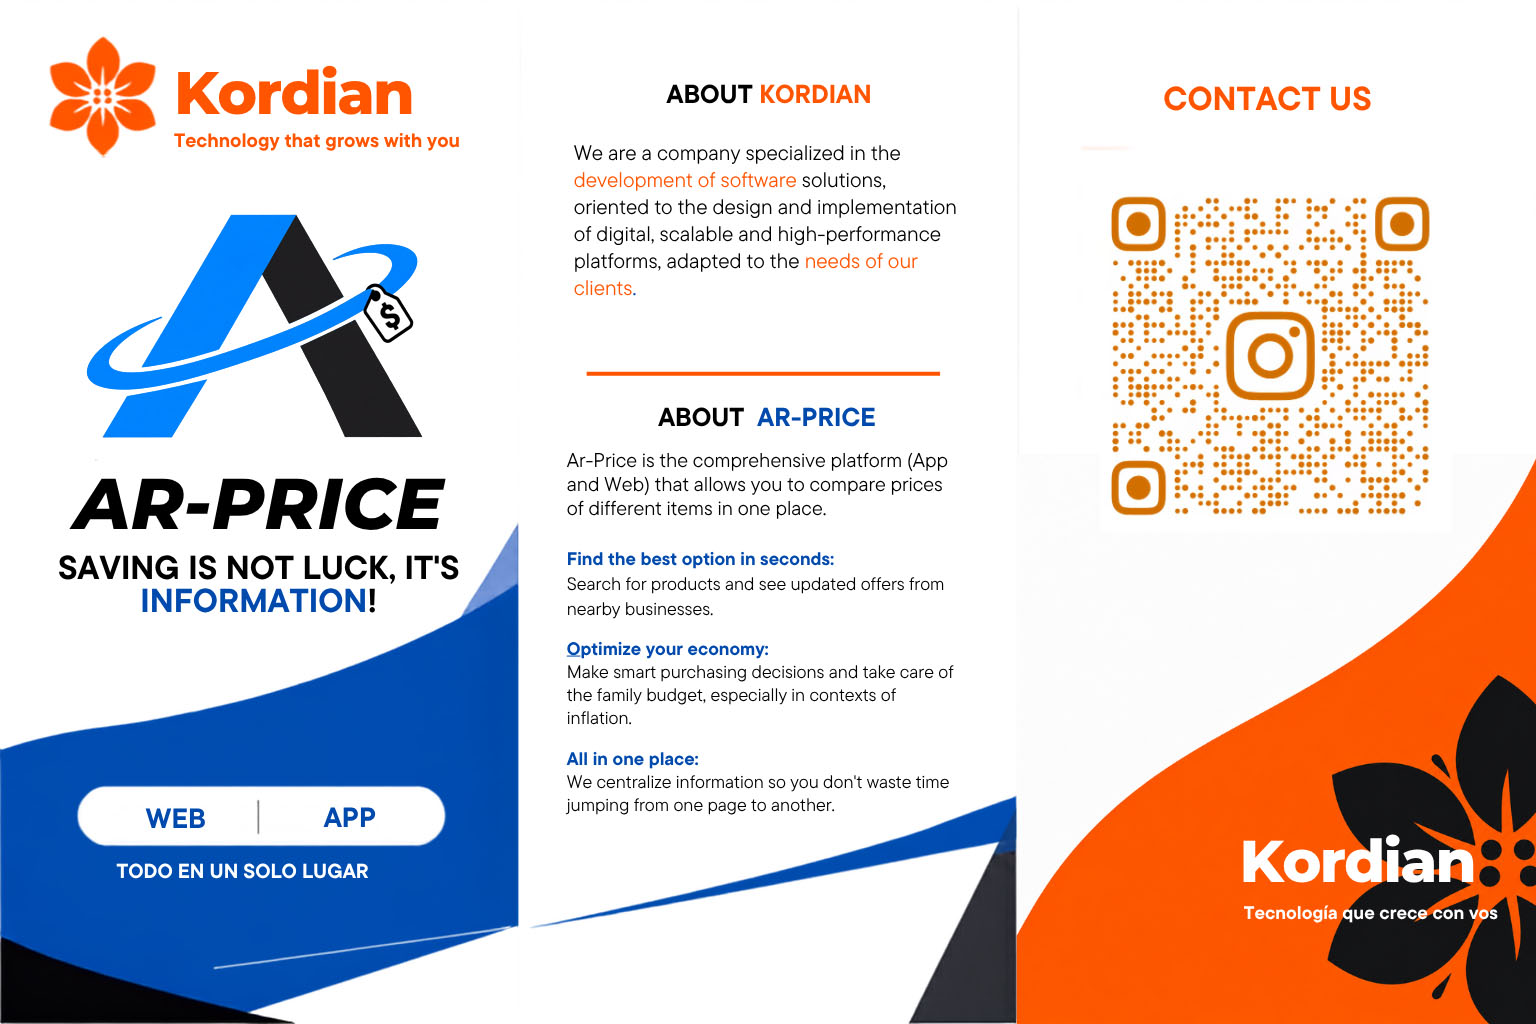 Kordian
Technology that grows with you
$
AR-PRICE
SAVING IS NOT LUCK, IT'S
INFORMATION!
WEB | APP
TODO EN UN SOLO LUGAR
ABOUT KORDIAN
We are a company specialized in the
development of software solutions,
oriented to the design and implementation
of digital, scalable and high-performance
platforms, adapted to the needs of our
clients.
ABOUT AR-PRICE
Ar-Price is the comprehensive platform (App
and Web) that allows you to compare prices
of different items in one place.
Find the best option in seconds:
Search for products and see updated offers from
nearby businesses.
Optimize your economy:
Make smart purchasing decisions and take care of
the family budget, especially in contexts of
inflation.
All in one place:
We centralize information so you don't waste time
jumping from one page to another.
CONTACT US
Kordian
Tecnología que crece con vos